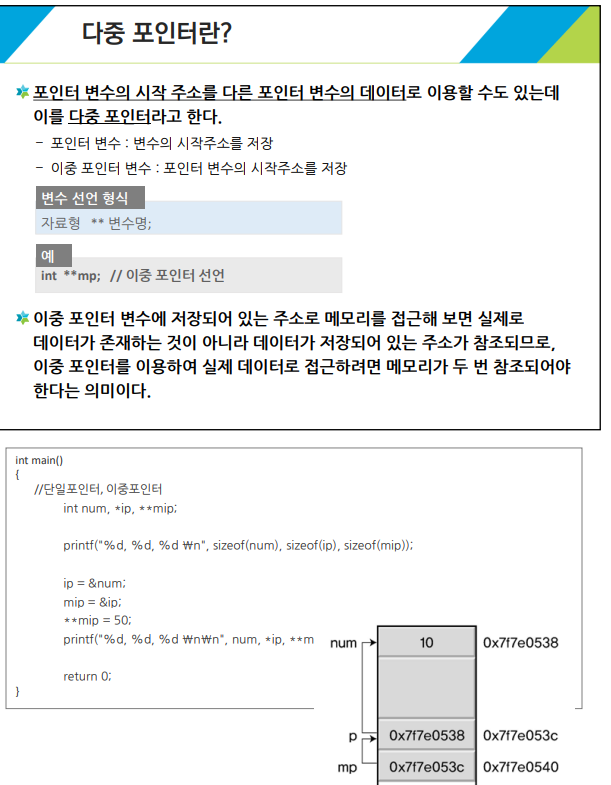 다중 포인터란?
포인터 변수의 시작 주소를 다른 포인터 변수의 데이터로 이용할 수도 있는데
이를 다중 포인터라고 한다.
- 포인터 변수 : 변수의 시작주소를 저장
- 이중 포인터 변수 : 포인터 변수의 시작주소를 저장
변수 선언 형식
자료형 ** 변수명;
예
int **mp; // 이중 포인터 선언
이중 포인터 변수에 저장되어 있는 주소로 메모리를 접근해 보면 실제로
데이터가 존재하는 것이 아니라 데이터가 저장되어 있는 주소가 참조되므로,
이중 포인터를 이용하여 실제 데이터로 접근하려면 메모리가 두 번 참조되어야
한다는 의미이다.
int main()
{
//단일포인터, 이중포인터
int num, *ip, **mip;
printf("%d, %d, %d ₩n", sizeof(num), sizeof(ip), sizeof(mip));
ip = &num;
mip = &ip;
**mip = 50;
printf("%d, %d, %d ₩n₩n", num, *ip, **m
return 0;
}
num 10 0x7f7e0538
p 0x7f7e0538 0x7f7e053c
mp 0x7f7e053c 0x7f7e0540